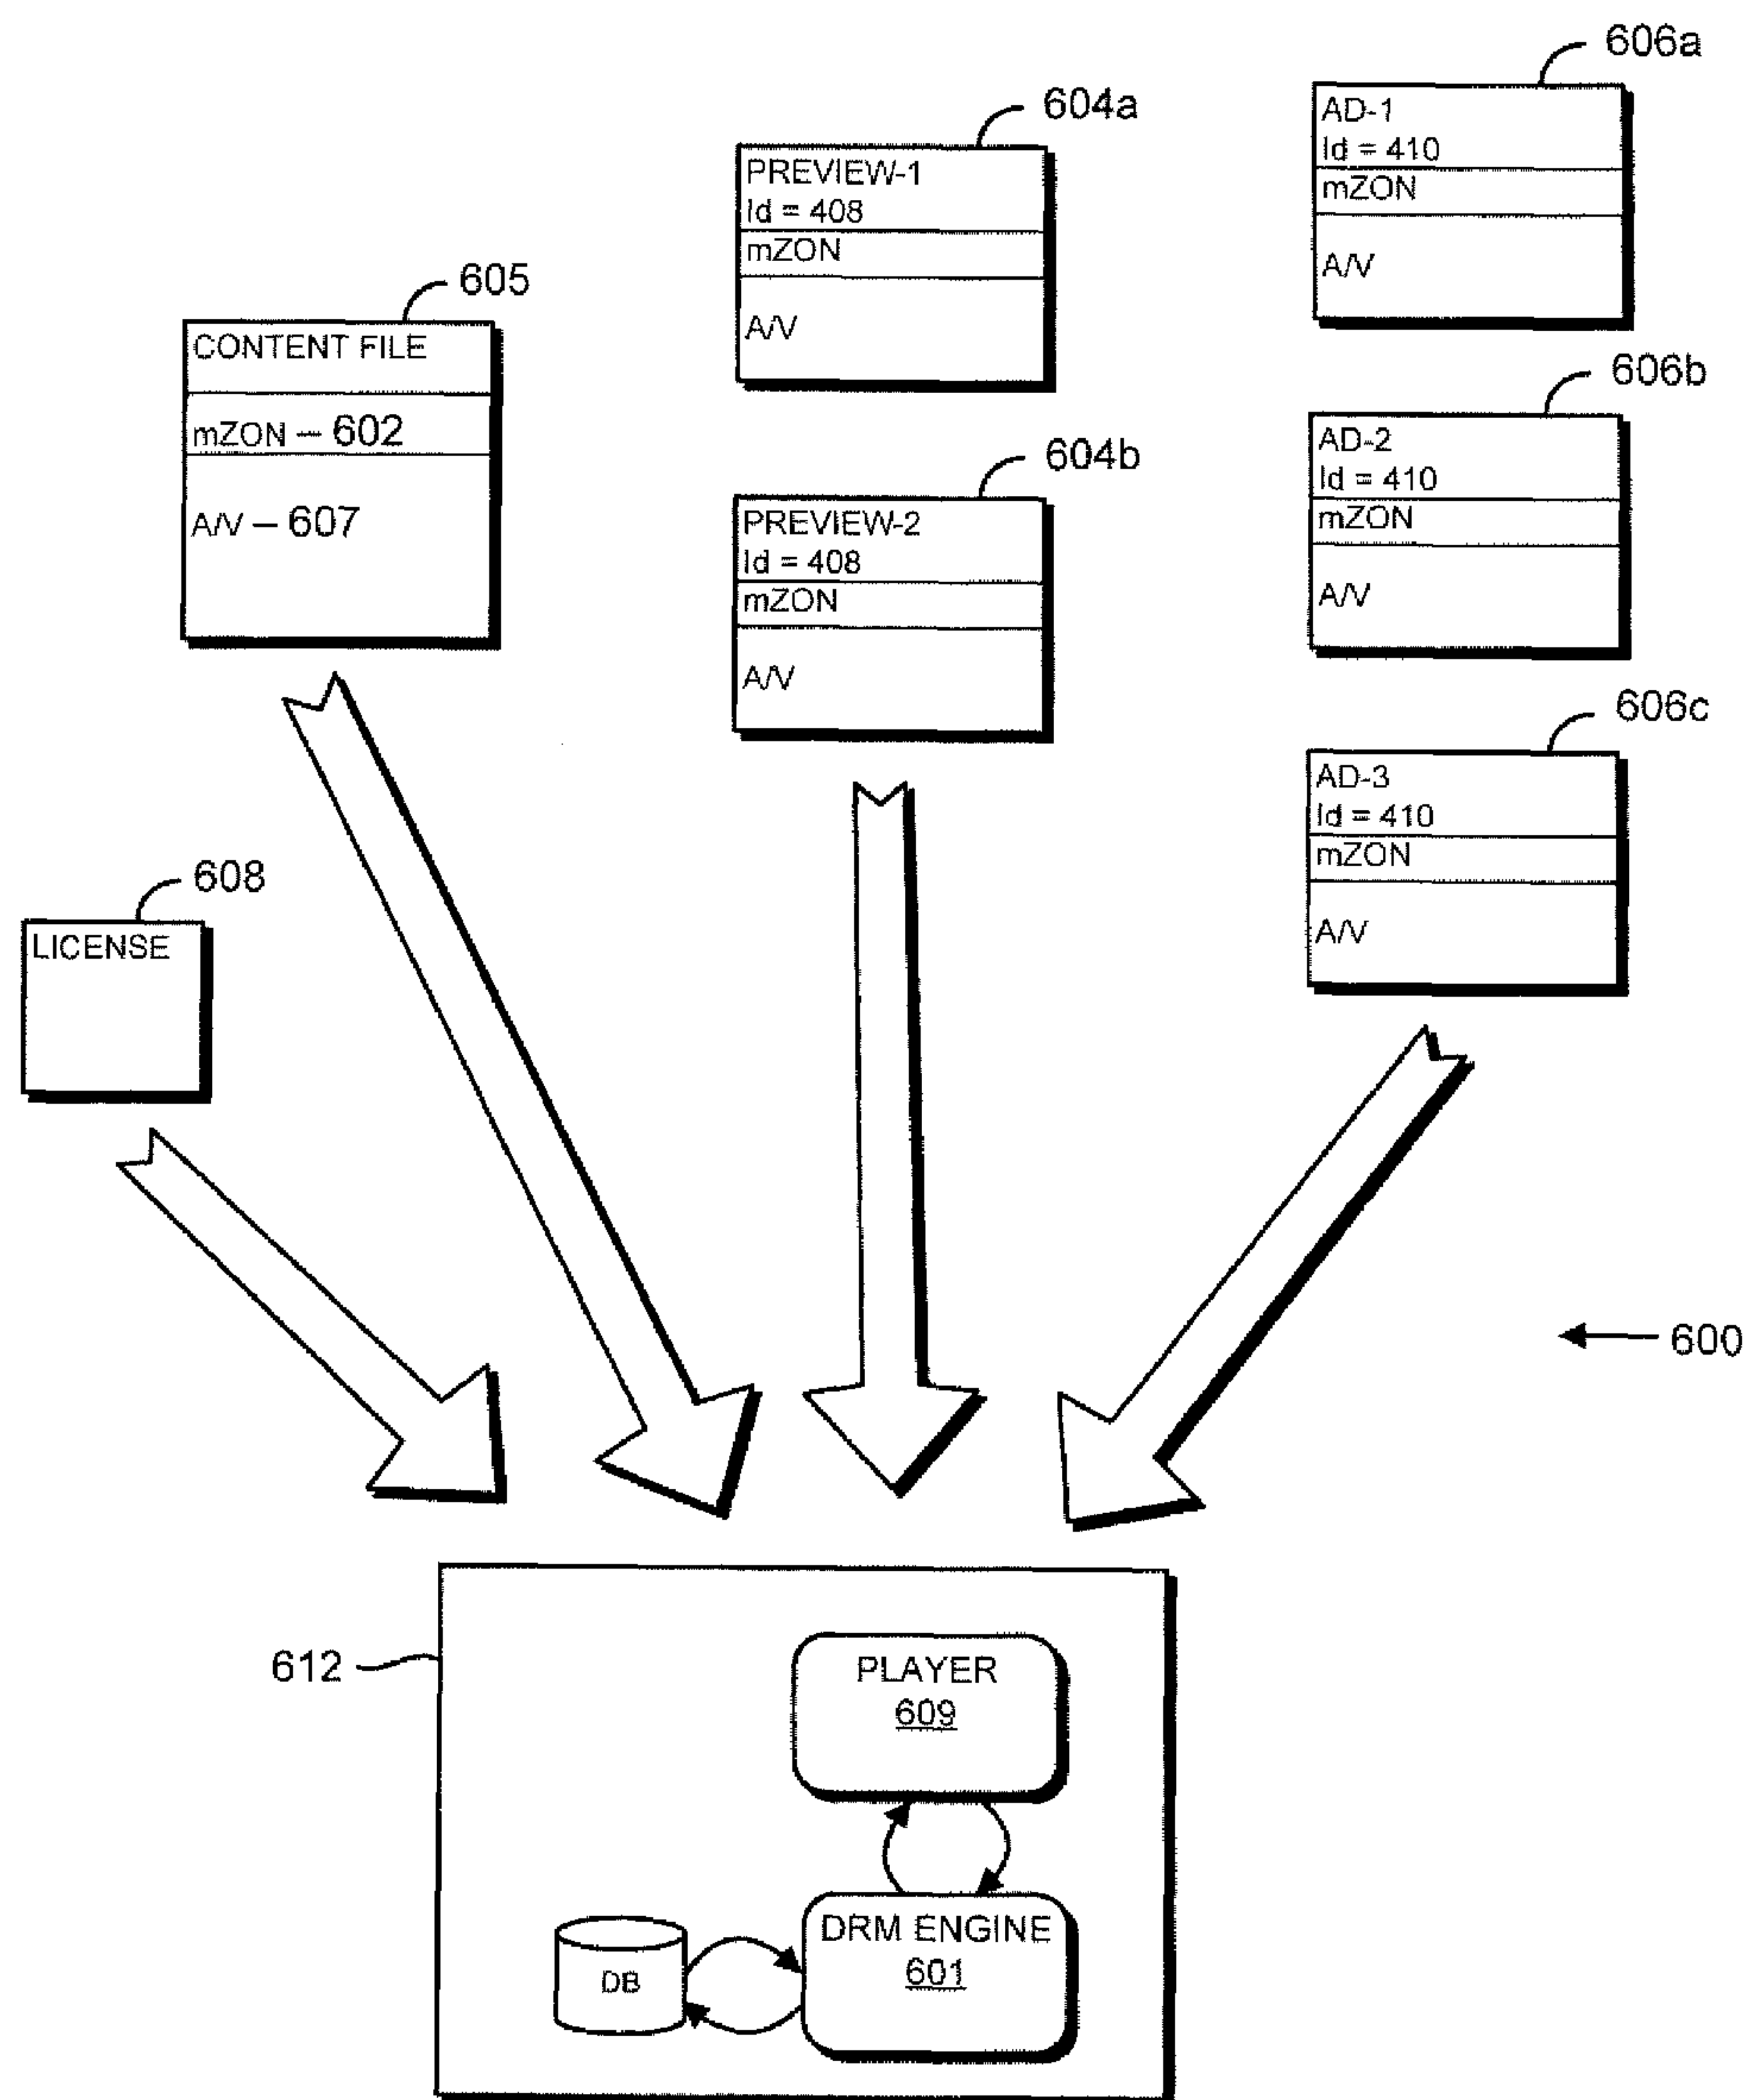 606a
AD-1
Id = 410
mZON
A/V
604a
PREVIEW-1
Id = 408
mZON
A/V
605
CONTENT FILE
mZON – 602
A/V – 607
606b
AD-2
Id = 410
mZON
A/V
604b
PREVIEW-2
Id = 408
mZON
A/V
606c
AD-3
Id = 410
mZON
A/V
608
LICENSE
600
612
PLAYER
609
DRM ENGINE
601
DB